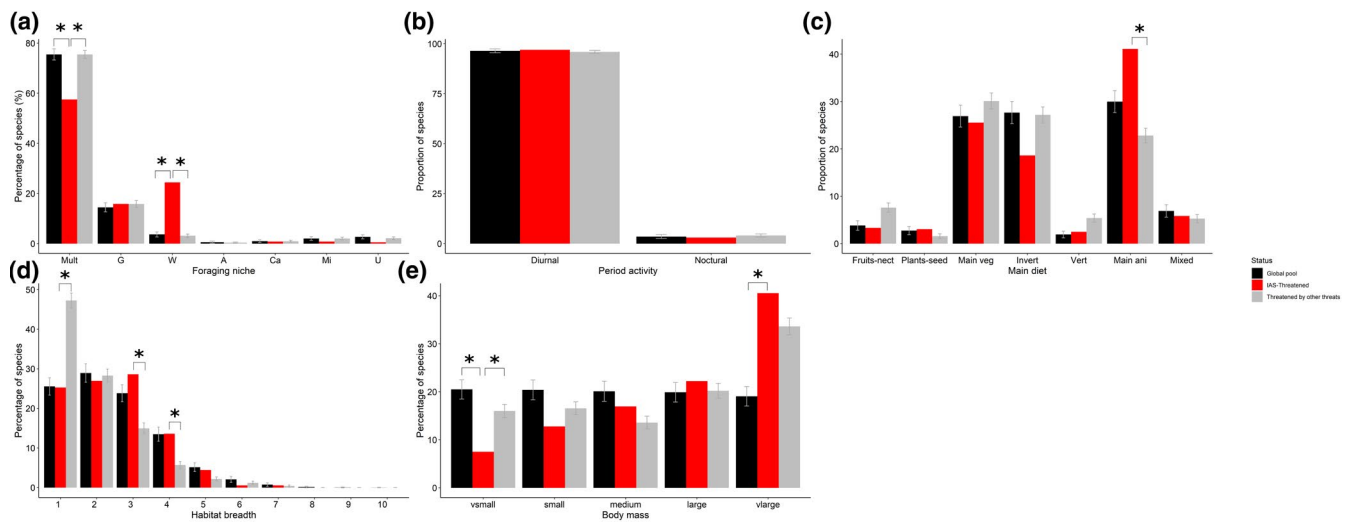 (a)
* *
* *
Percentage of species (%)
80
60
40
20
0
Mult G W A Ca Mi U
Foraging niche
(b)
Proportion of species
100
75
50
25
0
Diurnal Noctural
Period activity
(c)
*
Proportion of species
40
30
20
10
0
Fruits-nect Plants-seed Main veg Invert Vert Main ani Mixed
Main diet
Status
Global pool
IAS-Threatened
Threatened by other threats
(d)
*
*
*
Percentage of species
50
40
30
20
10
0
1 2 3 4 5 6 7 8 9 10
Habitat breadth
(e)
* *
*
Percentage of species
40
30
20
10
0
vsmall small medium large vlarge
Body mass